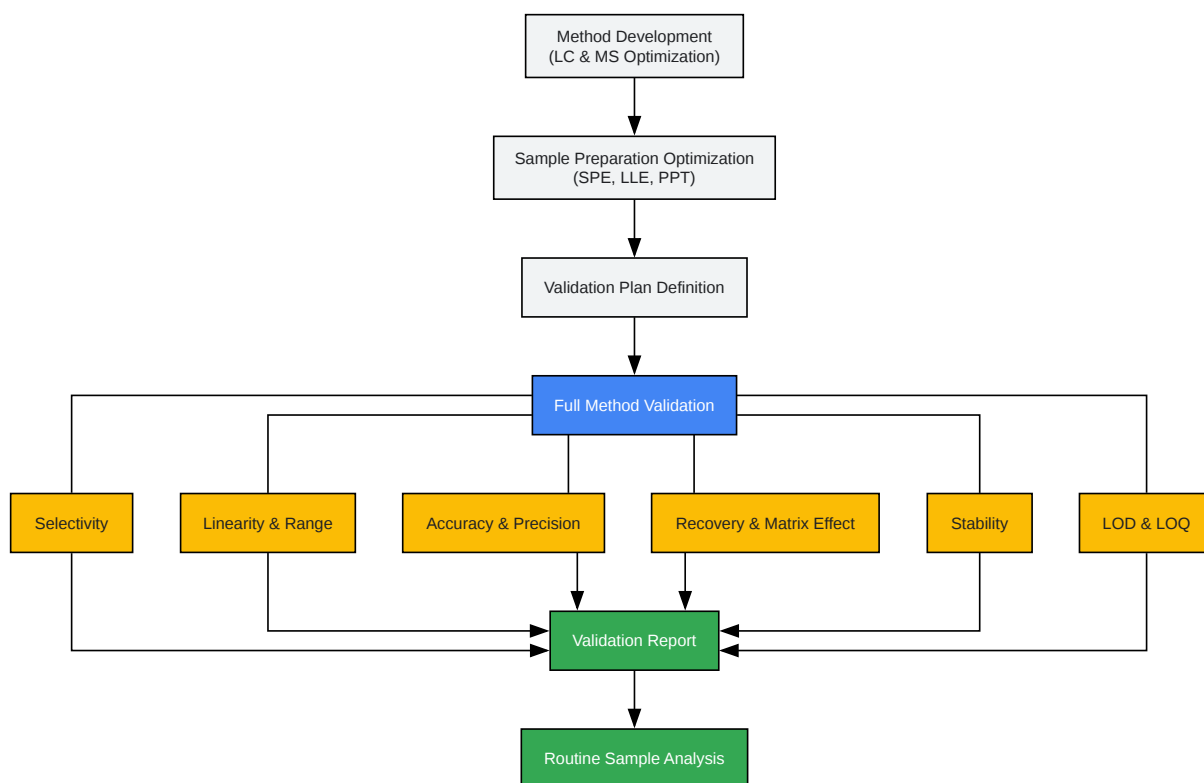 Method Development
(LC & MS Optimization)
Sample Preparation Optimization
(SPE, LLE, PPT)
Validation Plan Definition
Full Method Validation
Selectivity
Linearity & Range
Accuracy & Precision
Recovery & Matrix Effect
Stability
LOD & LOQ
Validation Report
Routine Sample Analysis